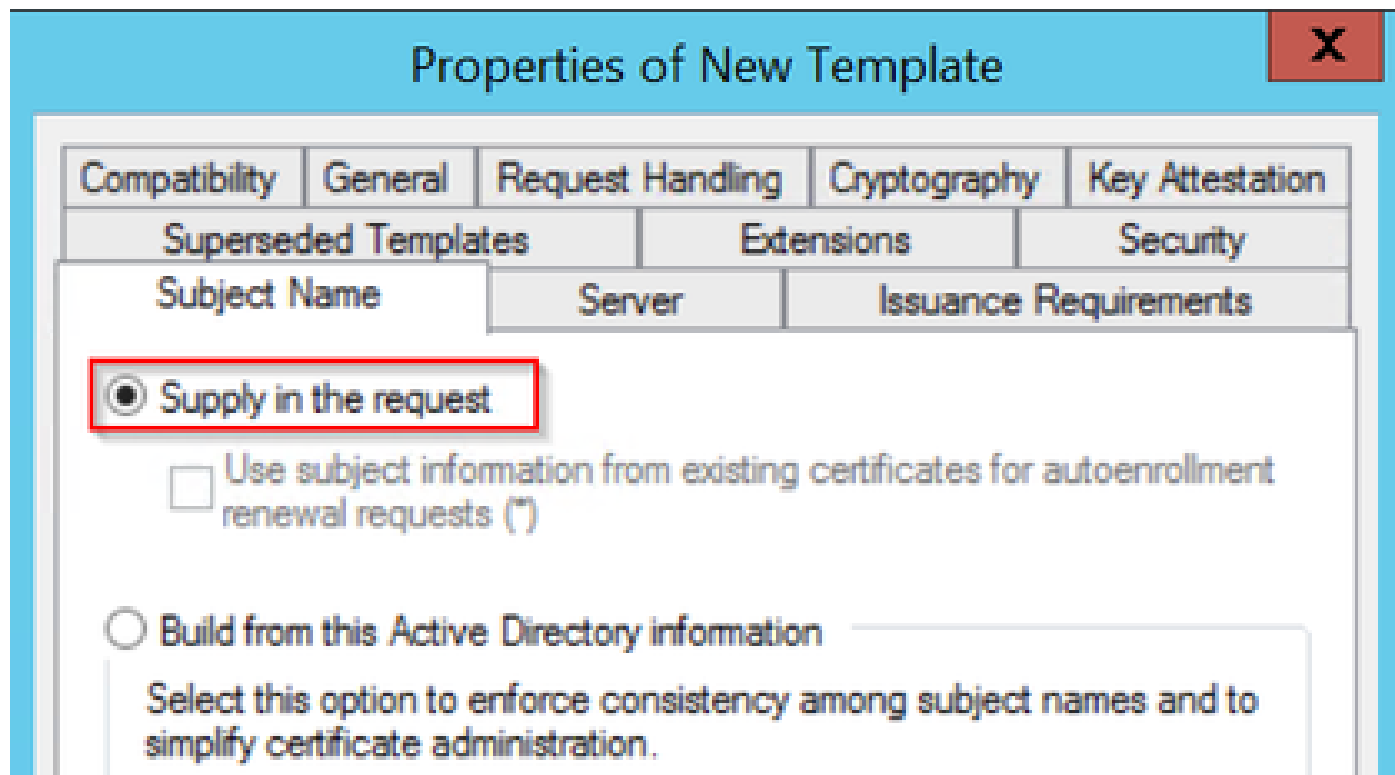 Properties of New Template
X
Compatibility General Request Handling Cryptography Key Attestation
Superseded Templates Extensions Security
Subject Name Server Issuance Requirements
Supply in the request
Use subject information from existing certificates for autoenrollment
renewal requests (*)
Build from this Active Directory information
Select this option to enforce consistency among subject names and to
simplify certificate administration.